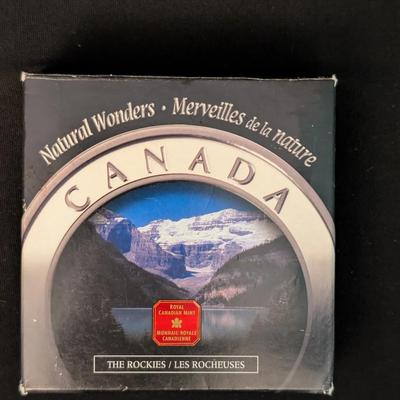 Natural Wonders • Merveilles de la nature
CANADA
ROYAL
CANADIAN MINT
MONNAIE ROYALE
CANADIENNE
THE ROCKIES / LES ROCHEUSES